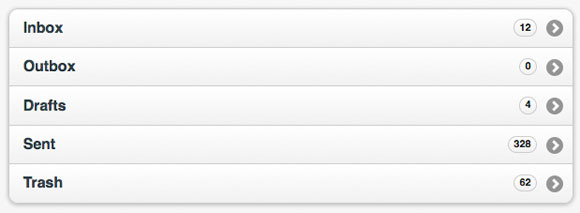 Inbox 12
Outbox 0
Drafts 4
Sent 328
Trash 62